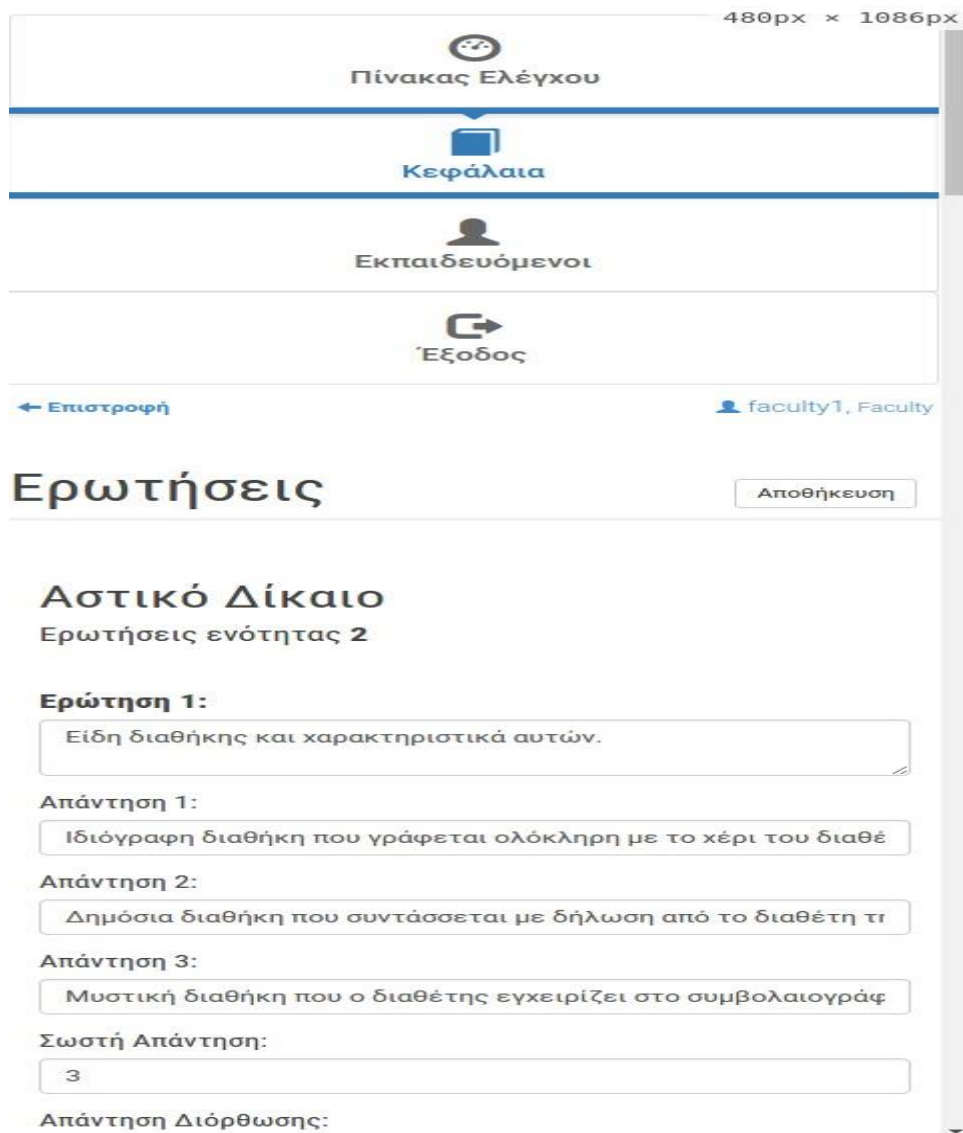 480px × 1086px
Πίνακας Ελέγχου
Κεφάλαια
Εκπαιδευόμενοι
Έξοδος
Επιστροφή
faculty1, Faculty
Ερωτήσεις
Αποθήκευση
Αστικό Δίκαιο
Ερωτήσεις ενότητας 2
Ερώτηση 1:
Είδη διαθήκης και χαρακτηριστικά αυτών.
Απάντηση 1:
Ιδιόγραφη διαθήκη που γράφεται ολόκληρη με το χέρι του διαθέ
Απάντηση 2:
Δημόσια διαθήκη που συντάσσεται με δήλωση από το διαθέτη
Απάντηση 3:
Μυστική διαθήκη που ο διαθέτης εγχειρίζει στο συμβολαιογράφ
Σωστή Απάντηση:
3
Απάντηση Διόρθωσης: